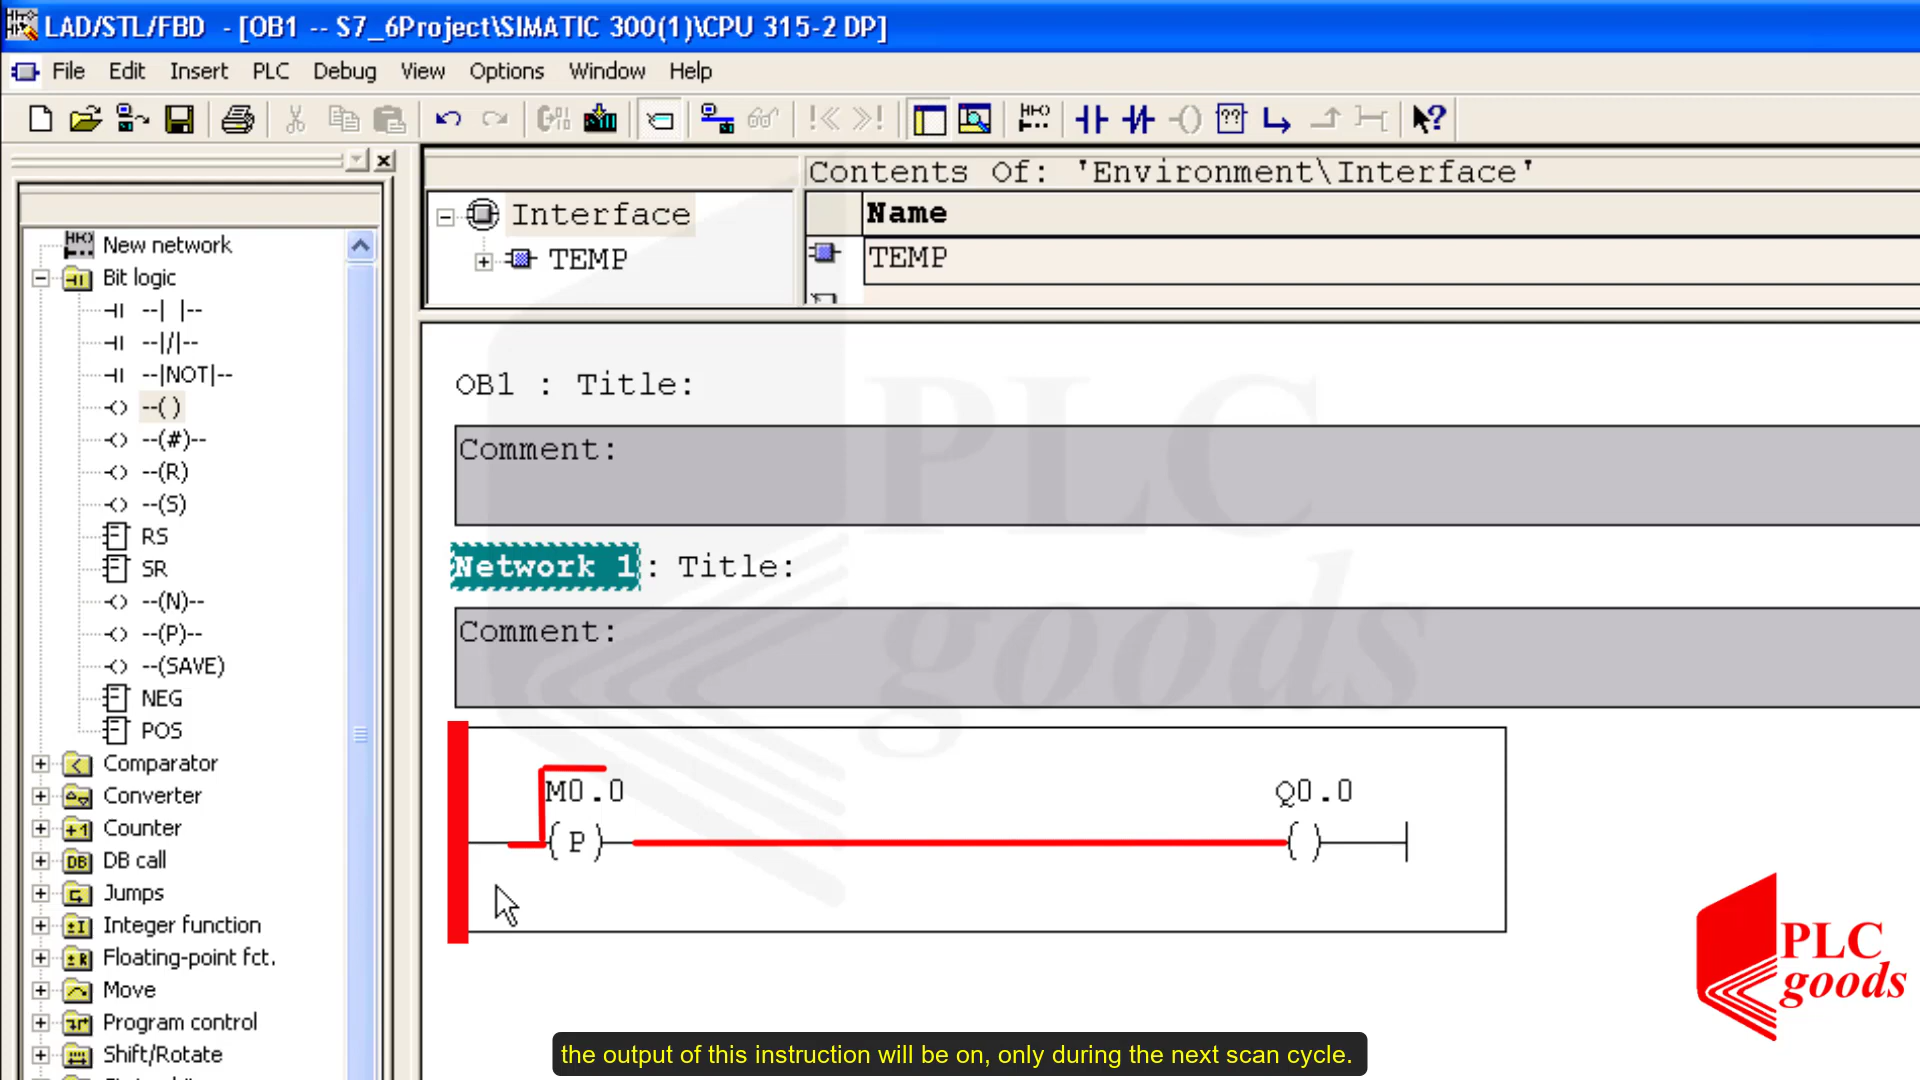 LAD/STL/FBD - [OB1 -- S7_6Project\SIMATIC 300(1)\CPU 315-2 DP]
File Edit Insert PLC Debug View Options Window Help
Contents Of: 'Environment\Interface'
Interface
TEMP
Name
TEMP
New network
Bit logic
--| |--
--|/|--
--|NOT|--
--( )
--(#)--
--(R)
--(S)
RS
SR
--(N)--
--(P)--
--(SAVE)
NEG
POS
Comparator
Converter
Counter
DB call
Jumps
Integer function
Floating-point fct.
Move
Program control
Shift/Rotate
OB1 : Title:
Comment:
Network 1: Title:
Comment:
M0.0
(P)
Q0.0
( )
PLC
goods
PLC
goods
the output of this instruction will be on, only during the next scan cycle.